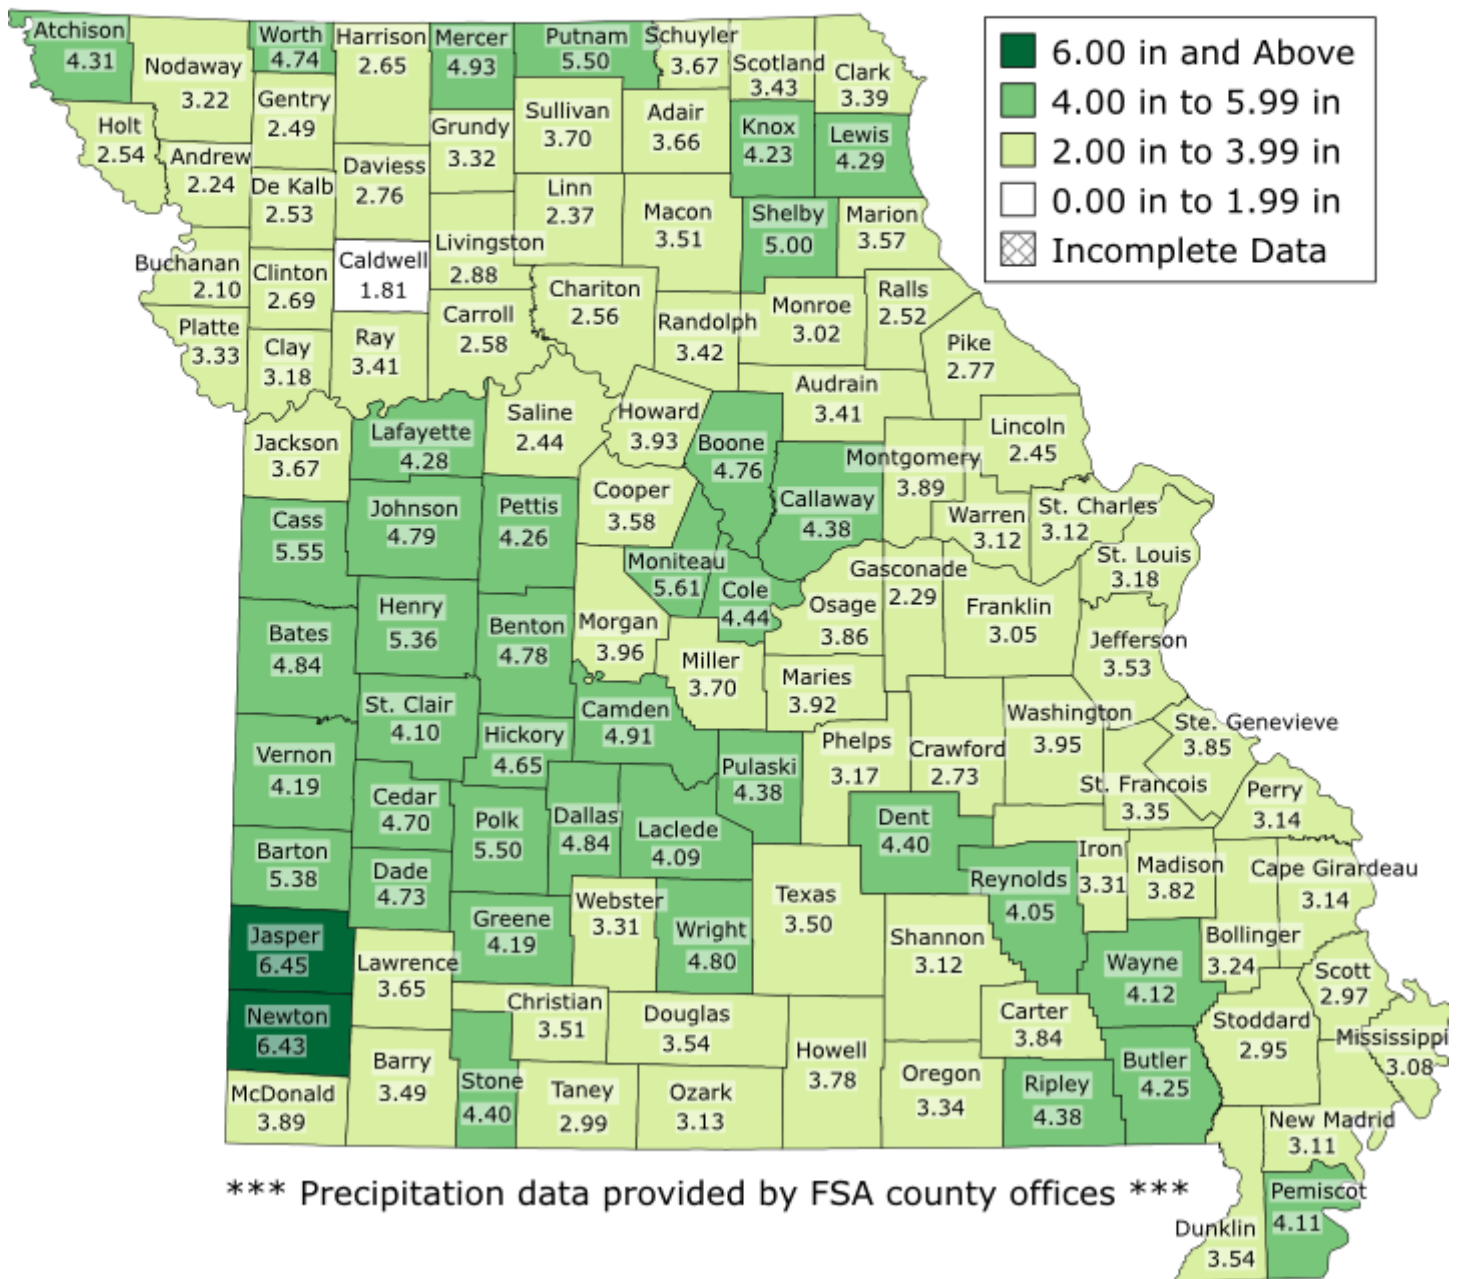 Atchison
4.31
Nodaway
3.22
Worth
4.74
Harrison
2.65
Mercer
4.93
Putnam
5.50
Schuyler
3.67
Scotland
3.43
Clark
3.39
6.00 in and Above
4.00 in to 5.99 in
2.00 in to 3.99 in
0.00 in to 1.99 in
Incomplete Data
Holt
2.54
Andrew
2.24
Gentry
2.49
De Kalb
2.53
Daviess
2.76
Grundy
3.32
Sullivan
3.70
Adair
3.66
Knox
4.23
Lewis
4.29
Linn
2.37
Macon
3.51
Shelby
5.00
Marion
3.57
Buchanan
2.10
Clinton
2.69
Caldwell
1.81
Livingston
2.88
Chariton
2.56
Randolph
3.42
Monroe
3.02
Ralls
2.52
Pike
2.77
Platte
3.33
Clay
3.18
Ray
3.41
Carroll
2.58
Audrain
3.41
Jackson
3.67
Lafayette
4.28
Saline
2.44
Howard
3.93
Boone
4.76
Callaway
4.38
Montgomery
3.89
Lincoln
2.45
Cass
5.55
Johnson
4.79
Pettis
4.26
Cooper
3.58
Moniteau
5.61
Cole
4.44
Osage
3.86
Gasconade
2.29
Warren
3.12
St. Charles
3.12
St. Louis
3.18
Franklin
3.05
Jefferson
3.53
Bates
4.84
Henry
5.36
Benton
4.78
Morgan
3.96
Miller
3.70
Maries
3.92
St. Clair
4.10
Hickory
4.65
Camden
4.91
Pulaski
4.38
Phelps
3.17
Crawford
2.73
Washington
3.95
Ste. Genevieve
3.85
St. Francois
3.35
Perry
3.14
Vernon
4.19
Cedar
4.70
Polk
5.50
Dallas
4.84
Laclede
4.09
Dent
4.40
Iron
3.31
Madison
3.82
Cape Girardeau
3.14
Barton
5.38
Dade
4.73
Greene
4.19
Webster
3.31
Wright
4.80
Texas
3.50
Reynolds
4.05
Shannon
3.12
Wayne
4.12
Bollinger
3.24
Scott
2.97
Jasper
6.45
Lawrence
3.65
Newton
6.43
Christian
3.51
Douglas
3.54
Howell
3.78
Carter
3.84
Stoddard
2.95
Mississippi
3.08
McDonald
3.89
Barry
3.49
Stone
4.40
Taney
2.99
Ozark
3.13
Oregon
3.34
Ripley
4.38
Butler
4.25
New Madrid
3.11
Pemiscot
4.11
Dunklin
3.54
*** Precipitation data provided by FSA county offices ***